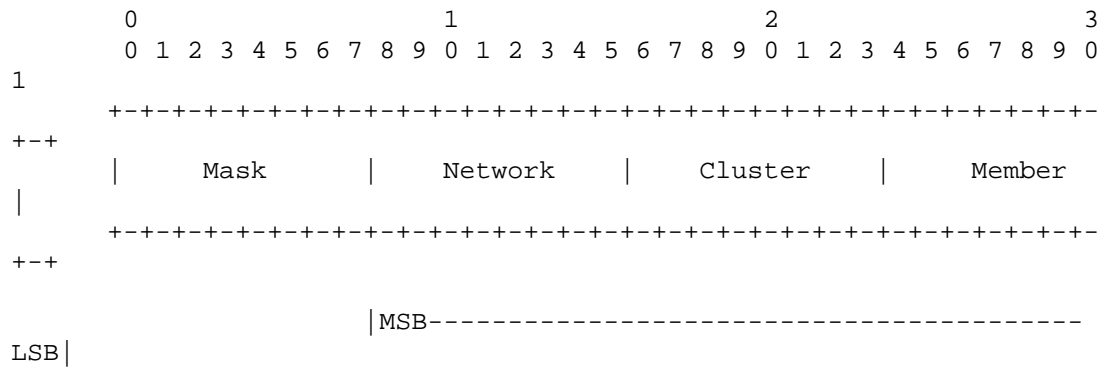 0                   1                   2                   3
0 1 2 3 4 5 6 7 8 9 0 1 2 3 4 5 6 7 8 9 0 1 2 3 4 5 6 7 8 9 0
1
+-+-+-+-+-+-+-+-+-+-+-+-+-+-+-+-+-+-+-+-+-+-+-+-+-+-+-+-+-+-+-
+-+
|     Mask      |    Network    |    Cluster    |     Member
|
+-+-+-+-+-+-+-+-+-+-+-+-+-+-+-+-+-+-+-+-+-+-+-+-+-+-+-+-+-+-+-
+-+
|MSB-----------------------------------------
LSB|